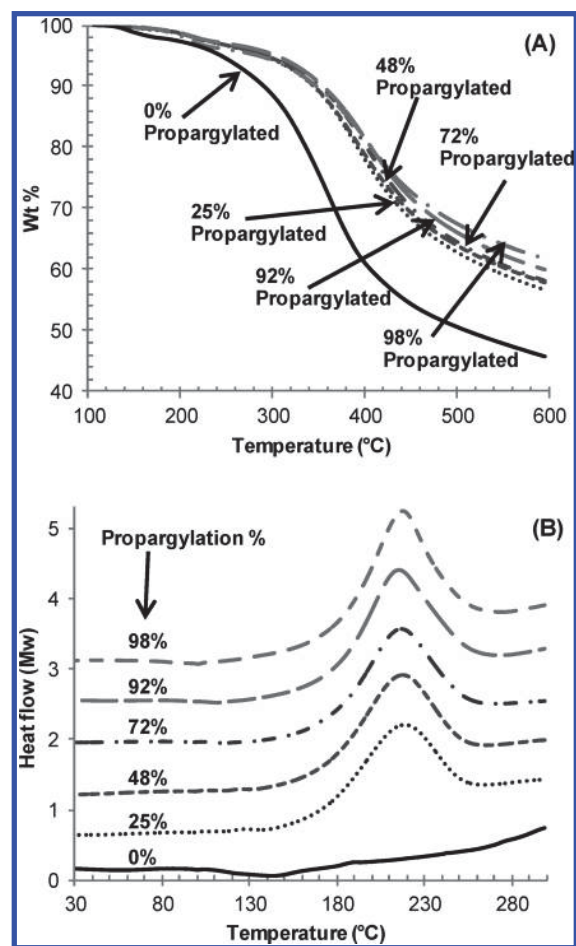 (A)
100
90
80
70
60
50
40
Wt %
0%
Propargylated
48%
Propargylated
72%
Propargylated
25%
Propargylated
92%
Propargylated
98%
Propargylated
100 200 300 400 500 600
Temperature (°C)
(B)
5
4
3
2
1
0
Heat flow (Mw)
Propargylation %
98%
92%
72%
48%
25%
0%
30 80 130 180 230 280
Temperature (°C)